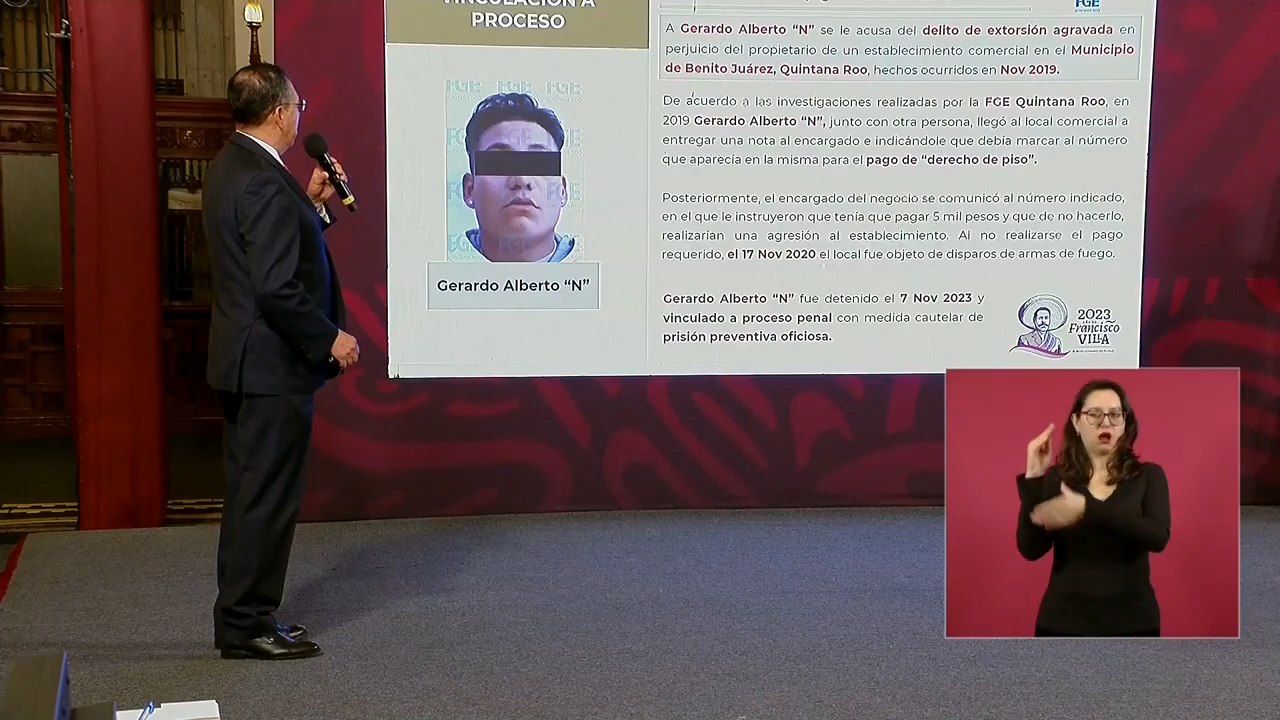 VINCULACIÓN A
PROCESO
FGE
QUINTANA ROO
A Gerardo Alberto “N” se le acusa del delito de extorsión agravada en
perjuicio del propietario de un establecimiento comercial en el Municipio
de Benito Juárez, Quintana Roo, hechos ocurridos en Nov 2019.
De acuerdo a las investigaciones realizadas por la FGE Quintana Roo, en
2019 Gerardo Alberto “N”, junto con otra persona, llegó al local comercial a
entregar una nota al encargado e indicándole que debía marcar al número
que aparecía en la misma para el pago de “derecho de piso”.
Posteriormente, el encargado del negocio se comunicó al número indicado,
en el que le instruyeron que tenía que pagar 5 mil pesos y que de no hacerlo,
realizarían una agresión al establecimiento. Al no realizarse el pago
requerido, el 17 Nov 2020 el local fue objeto de disparos de armas de fuego.
Gerardo Alberto “N” fue detenido el 7 Nov 2023 y
vinculado a proceso penal con medida cautelar de
prisión preventiva oficiosa.
FGE FGE FGE
Gerardo Alberto “N”
2023
Francisco
VILLA